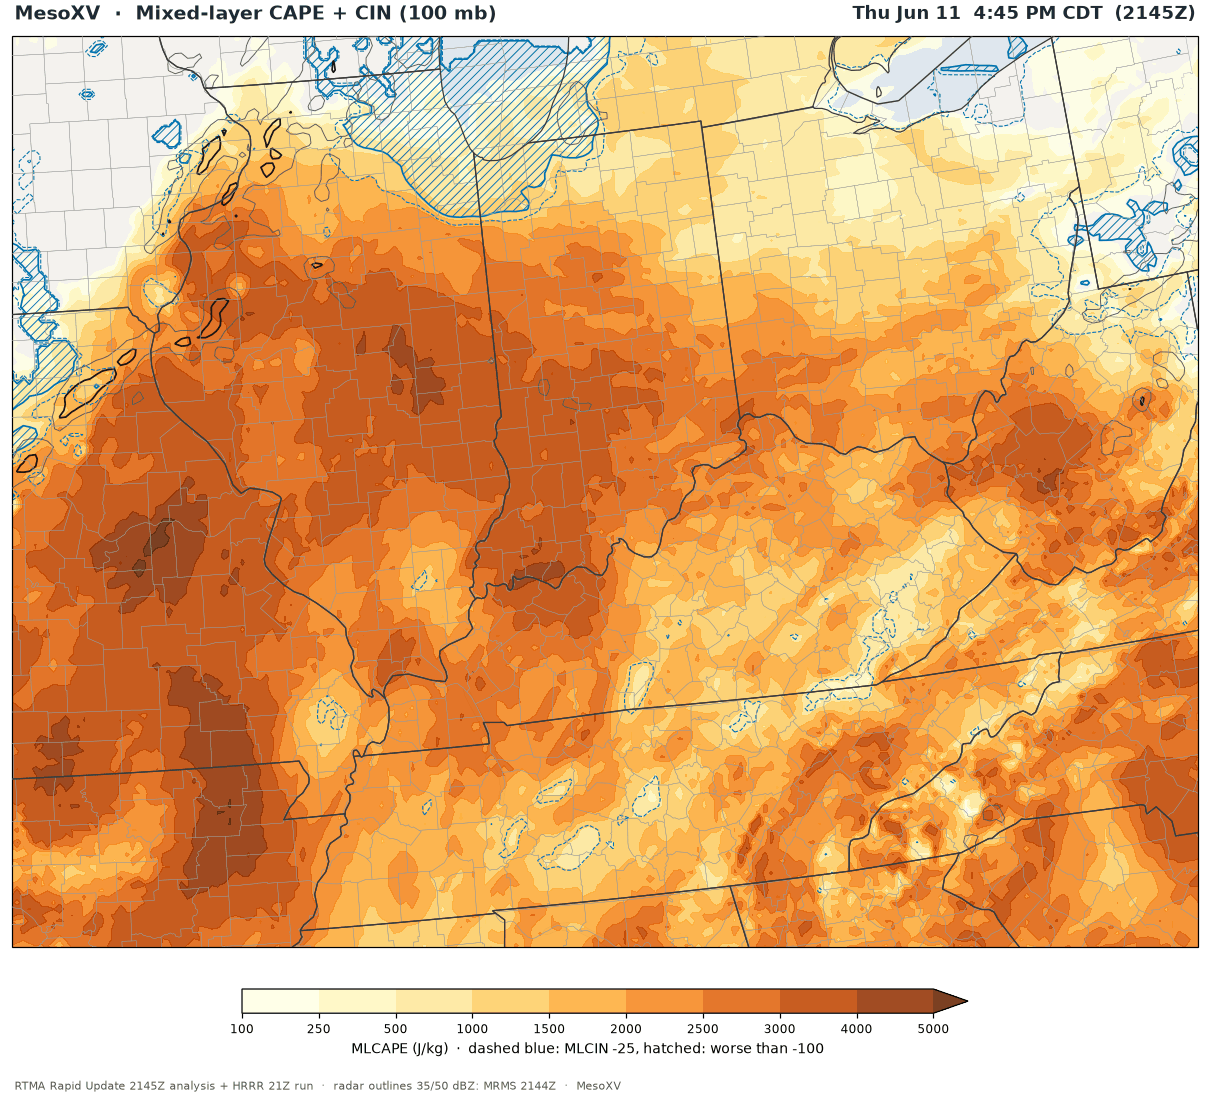 MesoXV · Mixed-layer CAPE + CIN (100 mb)
Thu Jun 11 4:45 PM CDT (2145Z)
100 250 500 1000 1500 2000 2500 3000 4000 5000
MLCAPE (J/kg) · dashed blue: MLCIN -25, hatched: worse than -100
RTMA Rapid Update 2145Z analysis + HRRR 21Z run · radar outlines 35/50 dBZ: MRMS 2144Z · MesoXV